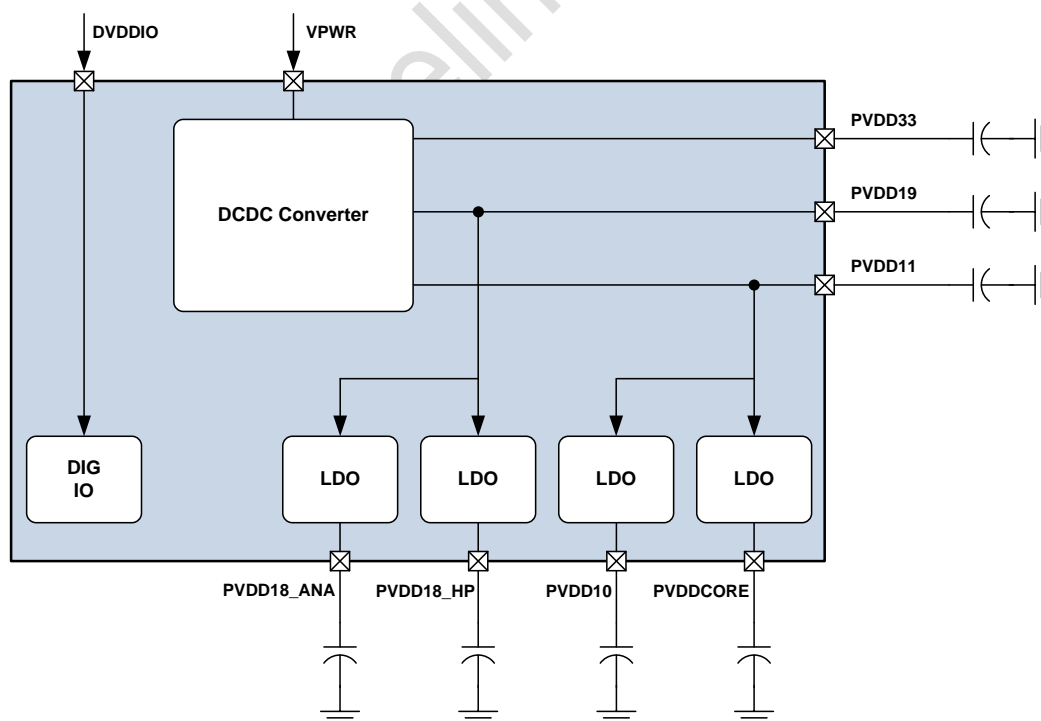 DVDDIO
VPWR
PVDD33
DCDC Converter
PVDD19
PVDD11
DIG
IO
LDO
LDO
LDO
LDO
PVDD18_ANA
PVDD18_HP
PVDD10
PVDDCORE